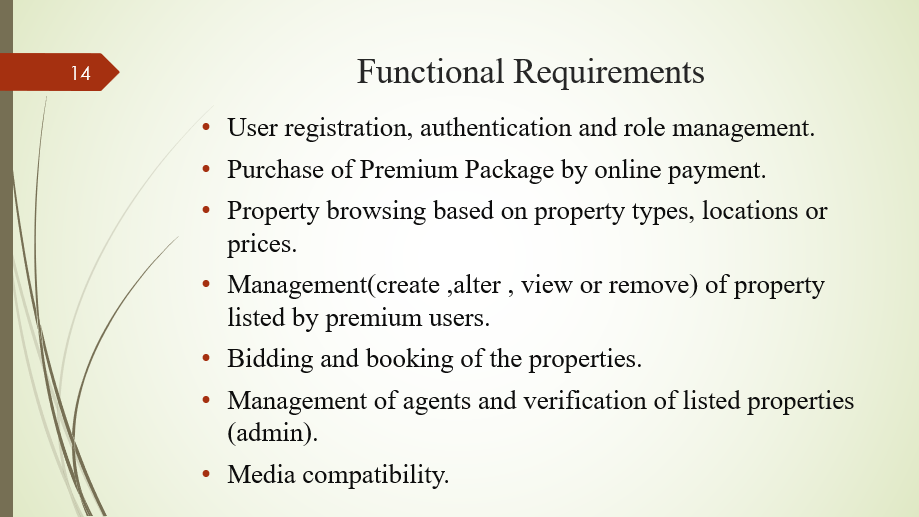 14
Functional Requirements
• User registration, authentication and role management.
• Purchase of Premium Package by online payment.
• Property browsing based on property types, locations or
prices.
• Management(create ,alter , view or remove) of property
listed by premium users.
• Bidding and booking of the properties.
• Management of agents and verification of listed properties
(admin).
• Media compatibility.